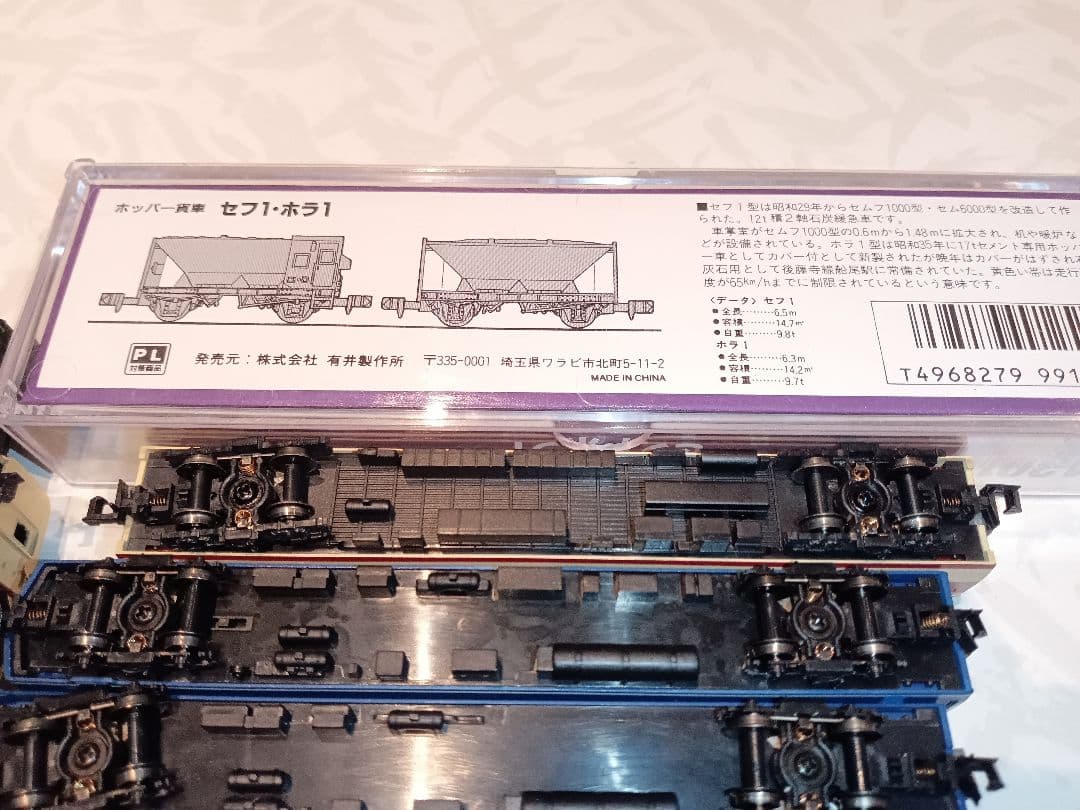 ホッパー貨車 セフ1・ホラ1
■セフ1型は昭和29年からセムフ1000型・セム6000型を改造して作
られた。12t積2軸石炭緩急車です。
車掌室がセムフ1000型の0.6mから1.48mに拡大され、机や暖炉な
どが設備されている。ホラ1型は昭和35年に17tセメント専用ホッパ
ー車としてカバー付として新製されたが晩年はカバーがはずされ石
灰石用として後藤寺線船尾駅に常備されていた。黄色い帯は走行
度が65km/hまでに制限されているという意味です。
〈データ〉セフ1
●全長………6.5m
●容積………14.7㎥
●自重………9.8t
ホラ1
●全長………6.3m
●容積………14.2㎥
●自重………9.7t
PL
対策商品
発売元:株式会社 有井製作所 〒335-0001 埼玉県ワラビ市北町5-11-2
MADE IN CHINA
T4968279 991